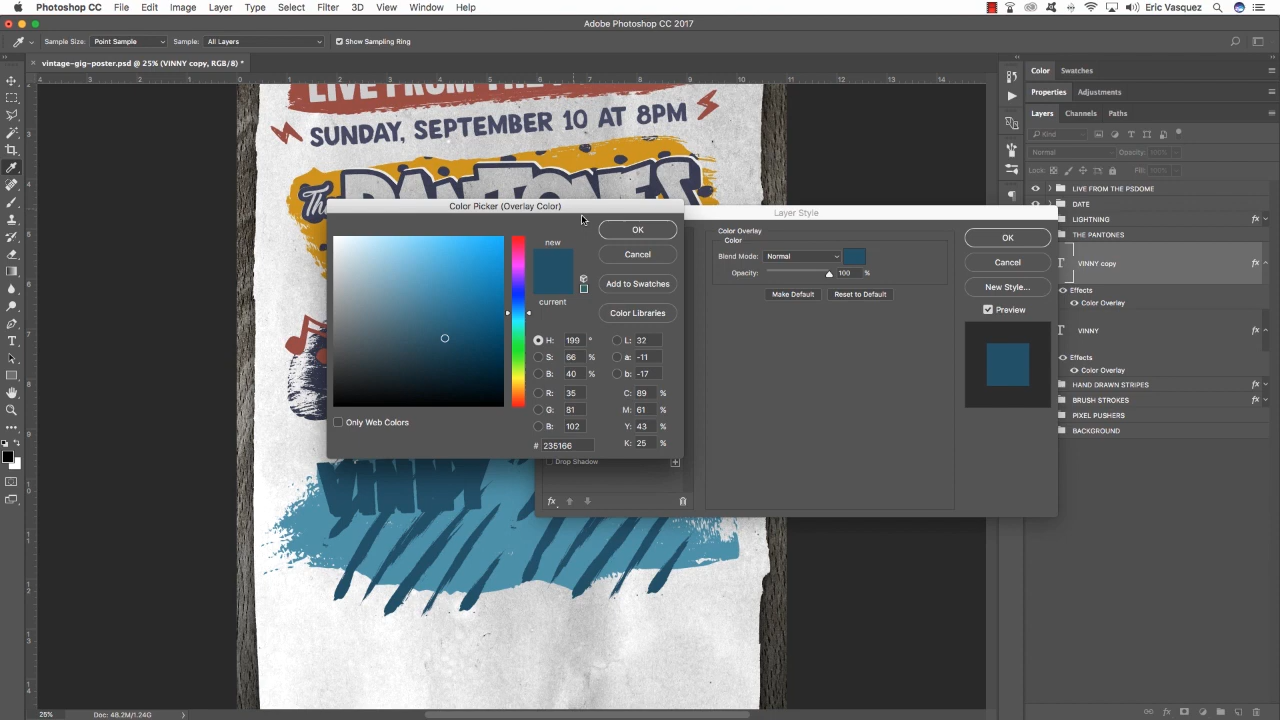 Photoshop CC File Edit Image Layer Type Select Filter 3D View Window Help Eric Vasquez
Adobe Photoshop CC 2017
Sample Size: Point Sample Sample: All Layers Show Sampling Ring
vintage-gig-poster.psd @ 25% (VINNY copy, RGB/8) *
Color Swatches
Properties Adjustments
Layers Channels Paths
Kind
Normal Opacity: 100%
Lock: Fill: 100%
LIVE FROM THE PSDOME
DATE
LIGHTNING fx
THE PANTONES
VINNY copy fx
Effects
Color Overlay
VINNY fx
Effects
Color Overlay
HAND DRAWN STRIPES
BRUSH STROKES
PIXEL PUSHERS
BACKGROUND
LIVE FROM THE
SUNDAY, SEPTEMBER 10 AT 8PM
The PANTONES
VINNY
Color Picker (Overlay Color)
new
current
OK
Cancel
Add to Swatches
Color Libraries
H: 199 ° L: 32
S: 66 % a: -11
B: 40 % b: -17
R: 35 C: 89 %
G: 81 M: 61 %
B: 102 Y: 43 %
# 235166 K: 25 %
Only Web Colors
Layer Style
Color Overlay
Color
Blend Mode: Normal
Opacity: 100 %
Make Default Reset to Default
OK
Cancel
New Style...
Preview
Drop Shadow
fx
25% Doc: 48.2M/1.24G